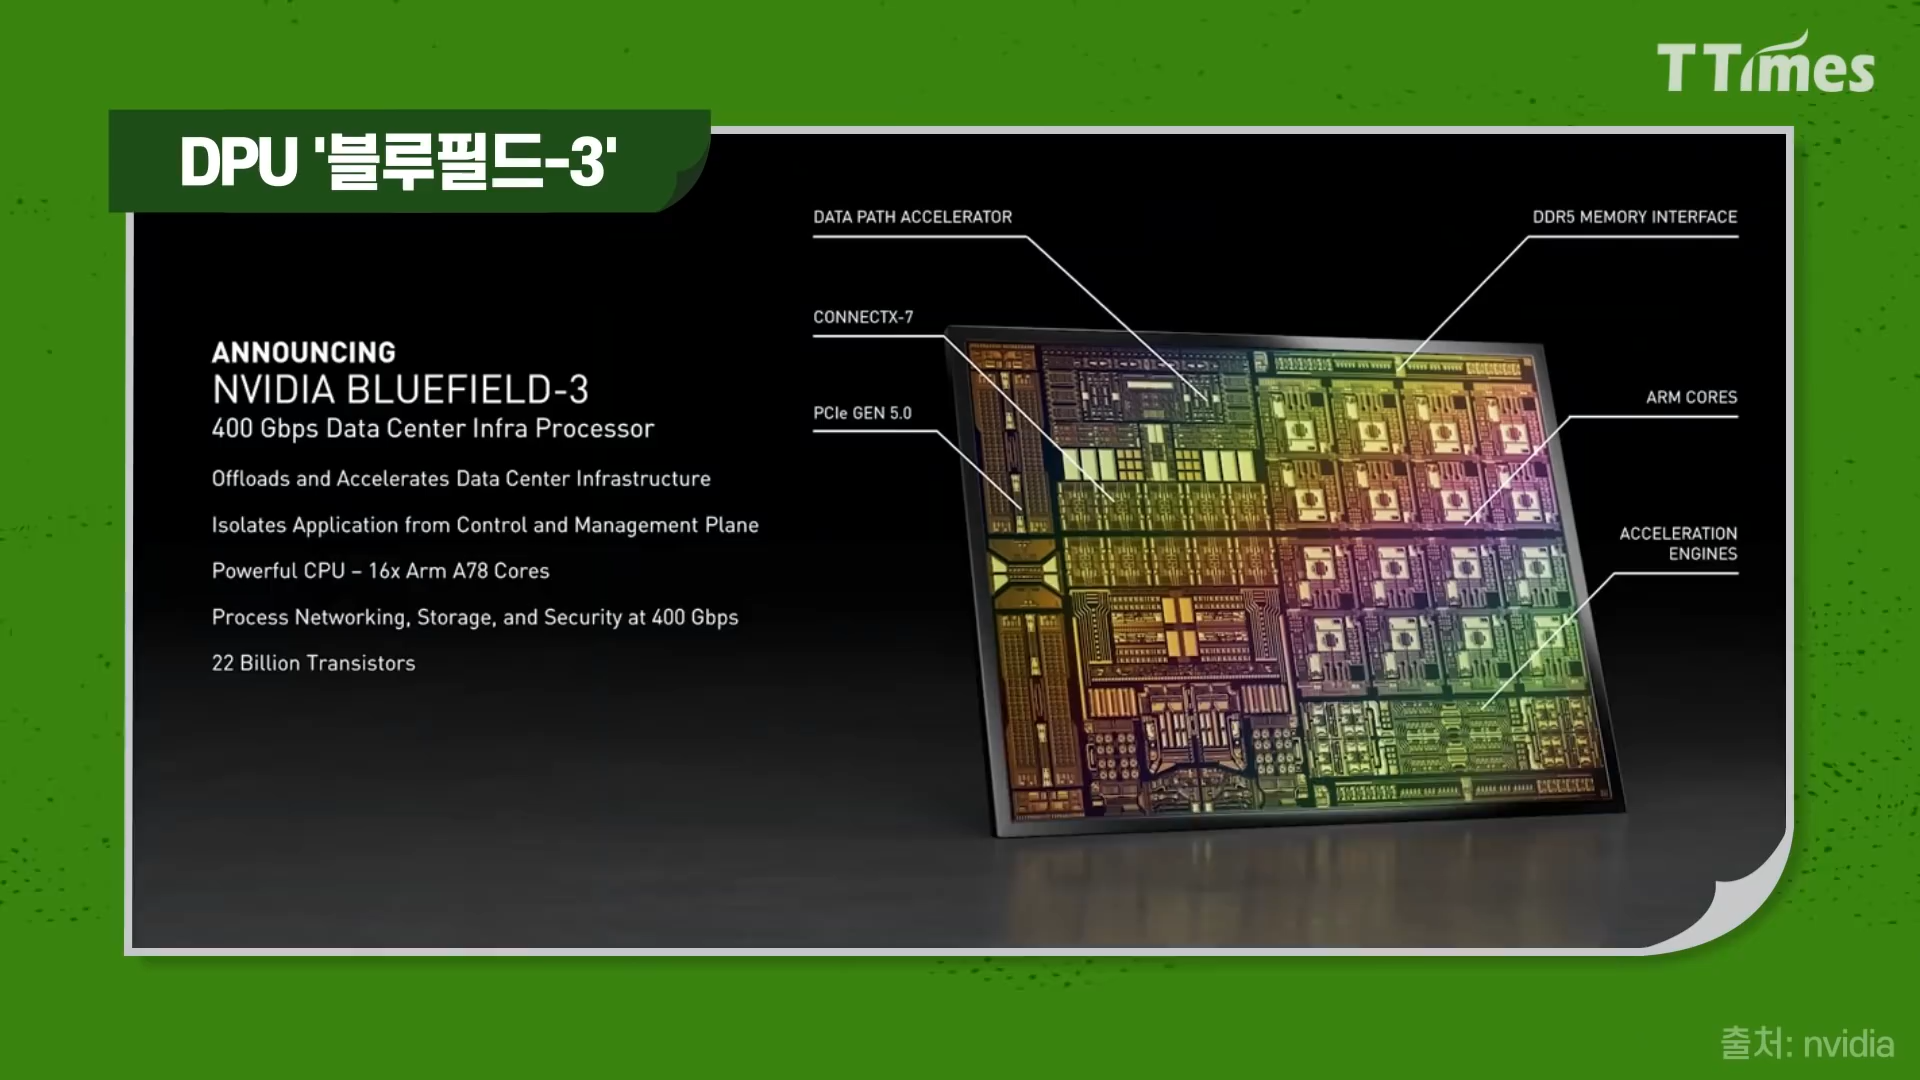 TTimes
DPU '블루필드-3'
ANNOUNCING
NVIDIA BLUEFIELD-3
400 Gbps Data Center Infra Processor
Offloads and Accelerates Data Center Infrastructure
Isolates Application from Control and Management Plane
Powerful CPU – 16x Arm A78 Cores
Process Networking, Storage, and Security at 400 Gbps
22 Billion Transistors
DATA PATH ACCELERATOR
CONNECTX-7
PCIe GEN 5.0
DDR5 MEMORY INTERFACE
ARM CORES
ACCELERATION
ENGINES
출처: nvidia